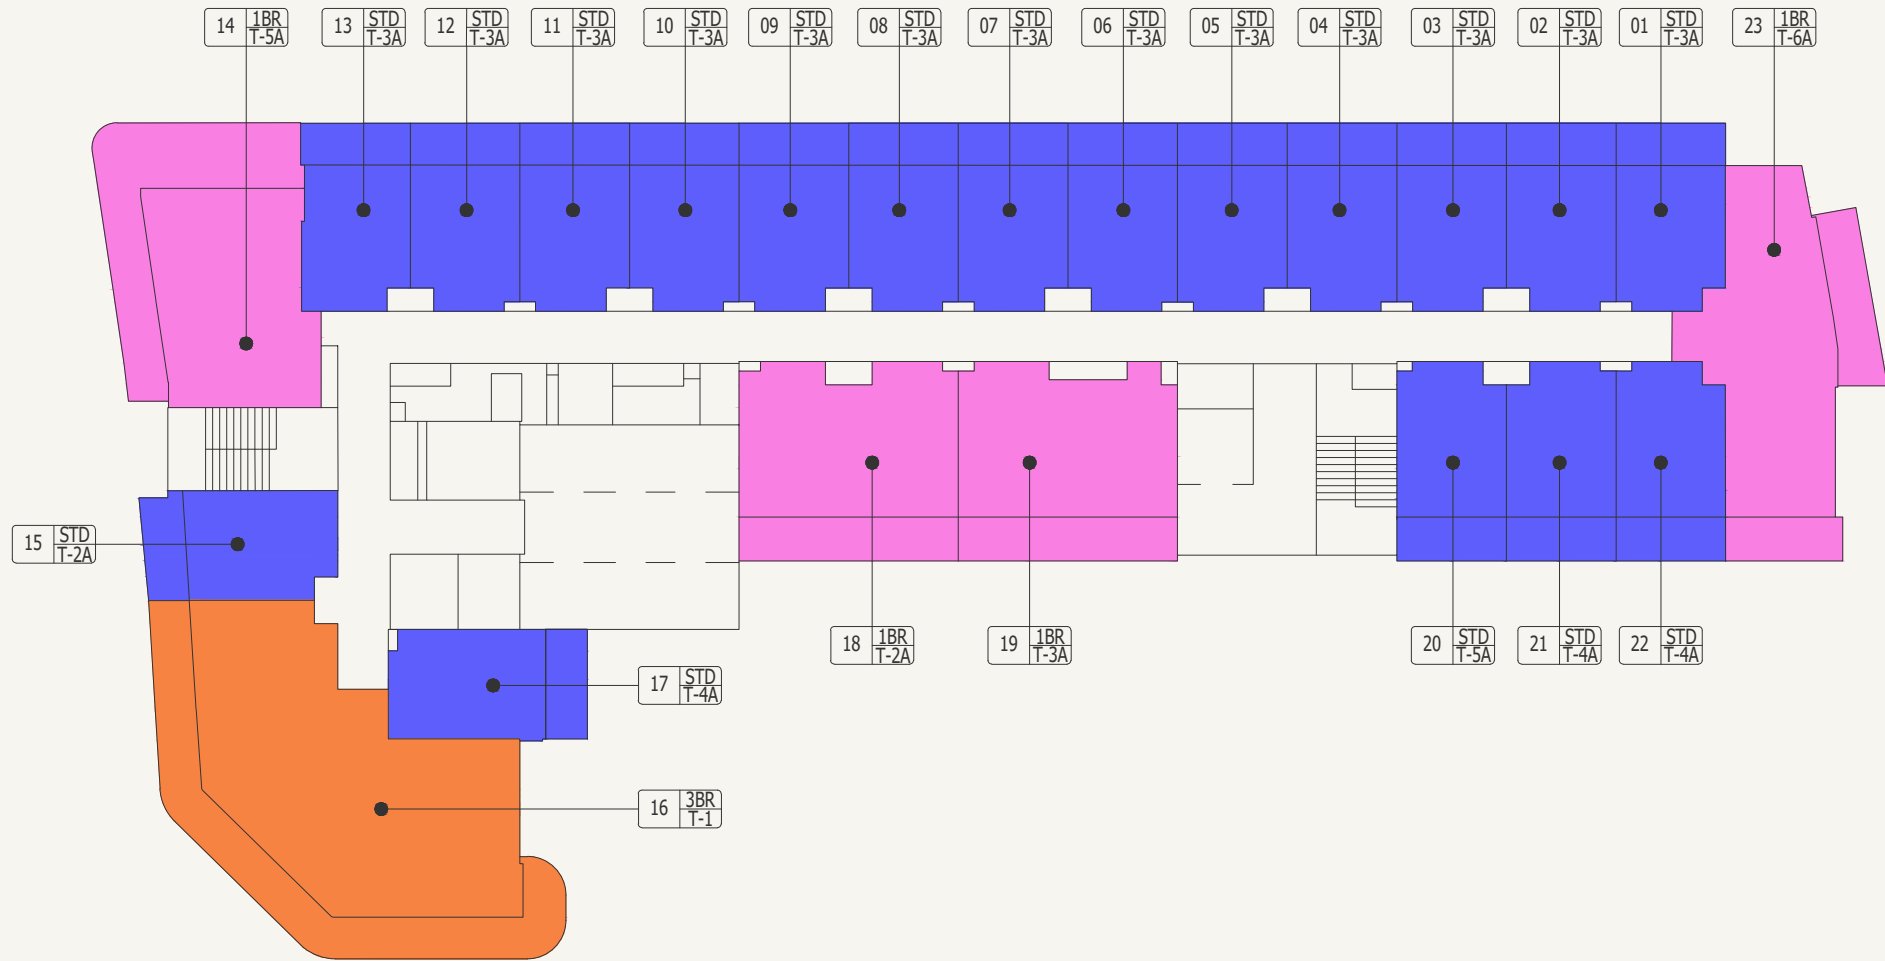 14 1BR T-5A
13 STD T-3A
12 STD T-3A
11 STD T-3A
10 STD T-3A
09 STD T-3A
08 STD T-3A
07 STD T-3A
06 STD T-3A
05 STD T-3A
04 STD T-3A
03 STD T-3A
02 STD T-3A
01 STD T-3A
23 1BR T-6A
15 STD T-2A
18 1BR T-2A
19 1BR T-3A
20 STD T-5A
21 STD T-4A
22 STD T-4A
17 STD T-4A
16 3BR T-1